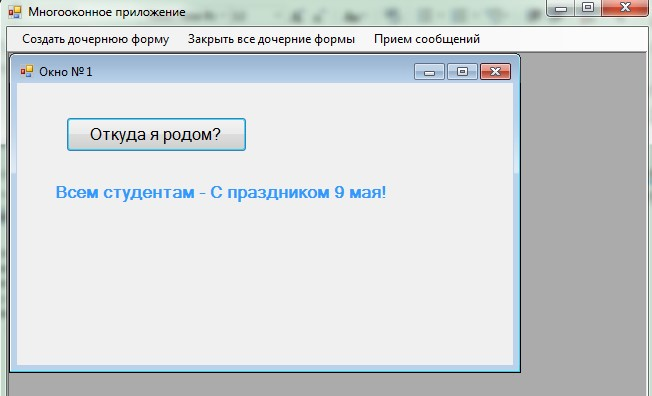 Многооконное приложение
Создать дочернюю форму Закрыть все дочерние формы Прием сообщений
Окно №1
Откуда я родом?
Всем студентам - С праздником 9 мая!